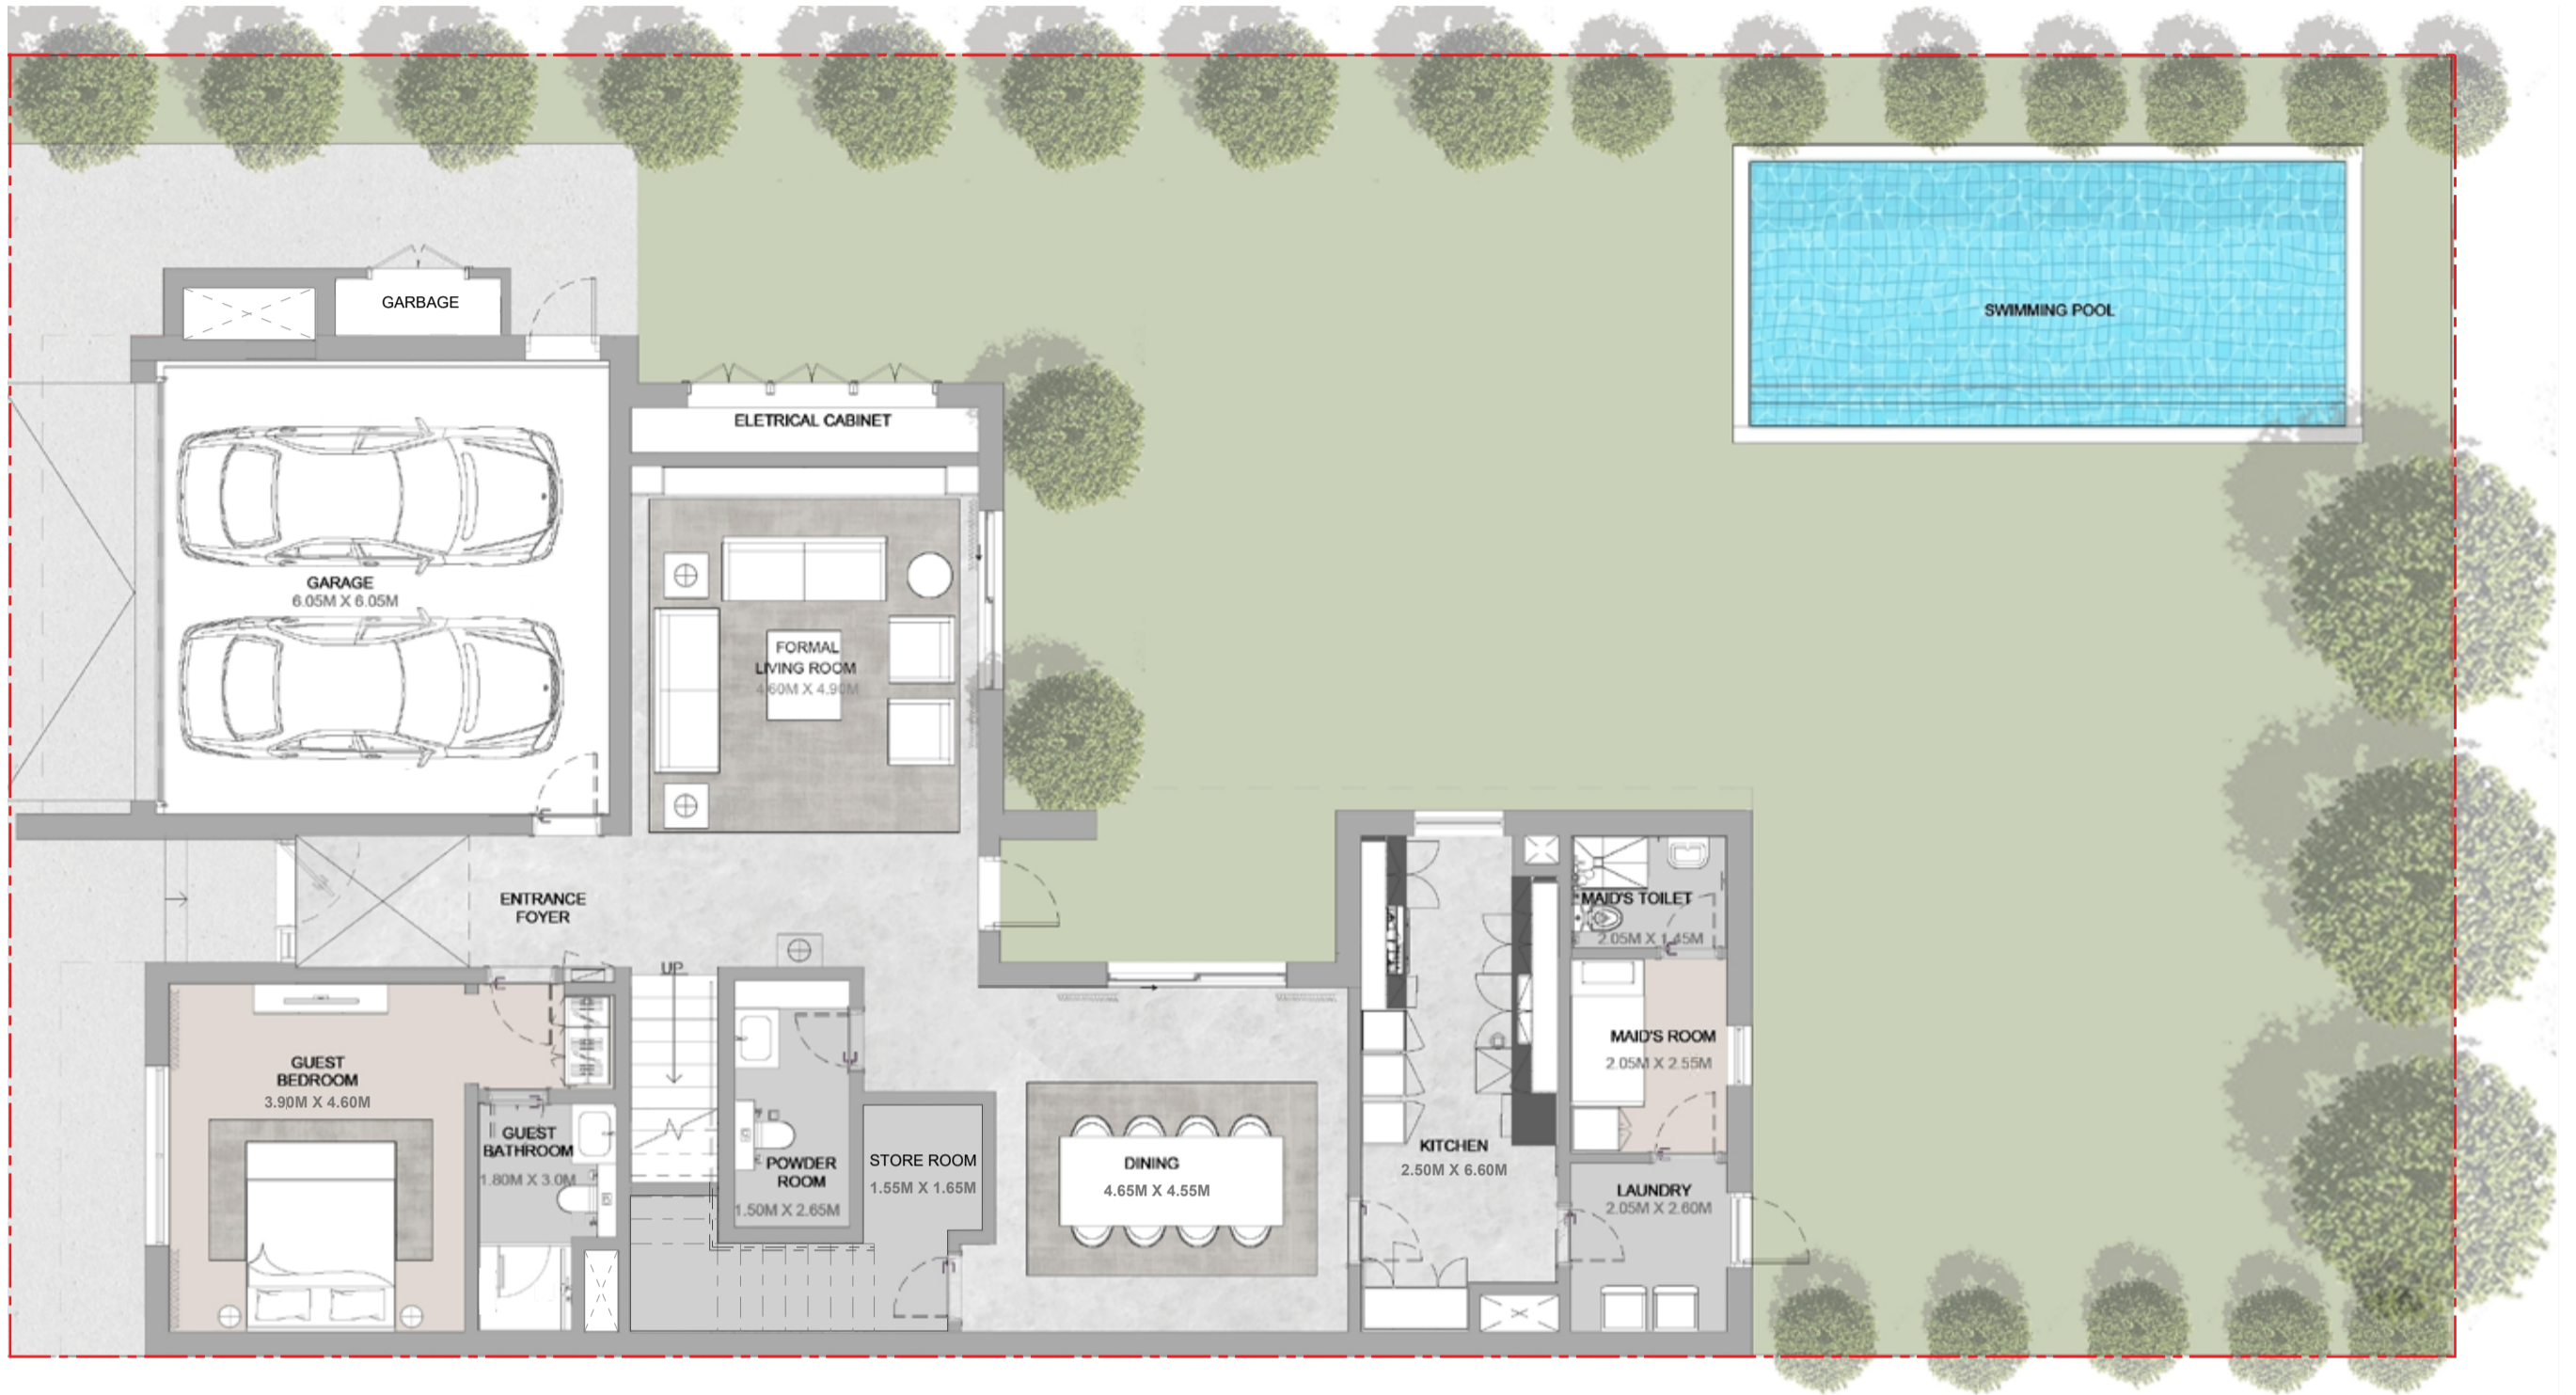 GARBAGE
SWIMMING POOL
ELETRICAL CABINET
GARAGE
6.05M X 6.05M
FORMAL
LIVING ROOM
4.60M X 4.90M
ENTRANCE
FOYER
MAID'S TOILET
2.05M X 1.45M
UP
MAID'S ROOM
2.05M X 2.55M
GUEST
BEDROOM
3.90M X 4.60M
GUEST
BATHROOM
1.80M X 3.0M
POWDER
ROOM
1.50M X 2.65M
STORE ROOM
1.55M X 1.65M
DINING
4.65M X 4.55M
KITCHEN
2.50M X 6.60M
LAUNDRY
2.05M X 2.60M